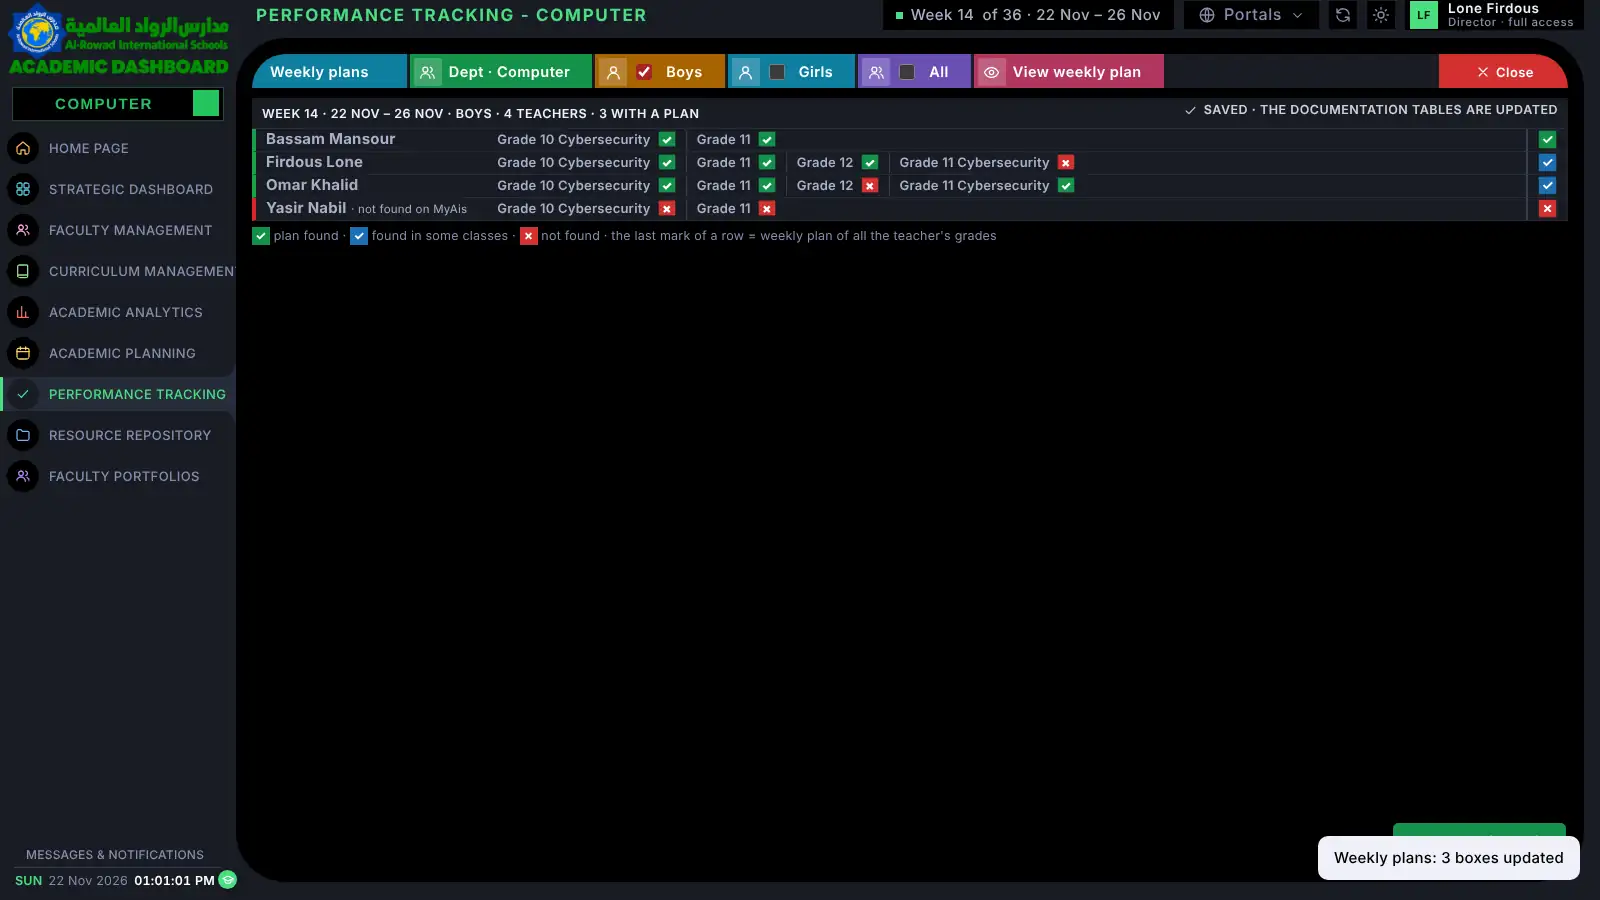 مدارس الرواد العالمية
Al-Rowad International Schools
ACADEMIC DASHBOARD
COMPUTER
HOME PAGE
STRATEGIC DASHBOARD
FACULTY MANAGEMENT
CURRICULUM MANAGEMEN
ACADEMIC ANALYTICS
ACADEMIC PLANNING
PERFORMANCE TRACKING
RESOURCE REPOSITORY
FACULTY PORTFOLIOS
MESSAGES & NOTIFICATIONS
SUN 22 Nov 2026 01:01:01 PM
PERFORMANCE TRACKING - COMPUTER
Week 14 of 36 · 22 Nov – 26 Nov
Portals
LF
Lone Firdous
Director · full access
Weekly plans
Dept · Computer
Boys
Girls
All
View weekly plan
Close
WEEK 14 · 22 NOV – 26 NOV · BOYS · 4 TEACHERS · 3 WITH A PLAN
SAVED · THE DOCUMENTATION TABLES ARE UPDATED
Bassam Mansour Grade 10 Cybersecurity Grade 11
Firdous Lone Grade 10 Cybersecurity Grade 11 Grade 12 Grade 11 Cybersecurity
Omar Khalid Grade 10 Cybersecurity Grade 11 Grade 12 Grade 11 Cybersecurity
Yasir Nabil · not found on MyAis Grade 10 Cybersecurity Grade 11
plan found · found in some classes · not found · the last mark of a row = weekly plan of all the teacher's grades
Weekly plans: 3 boxes updated